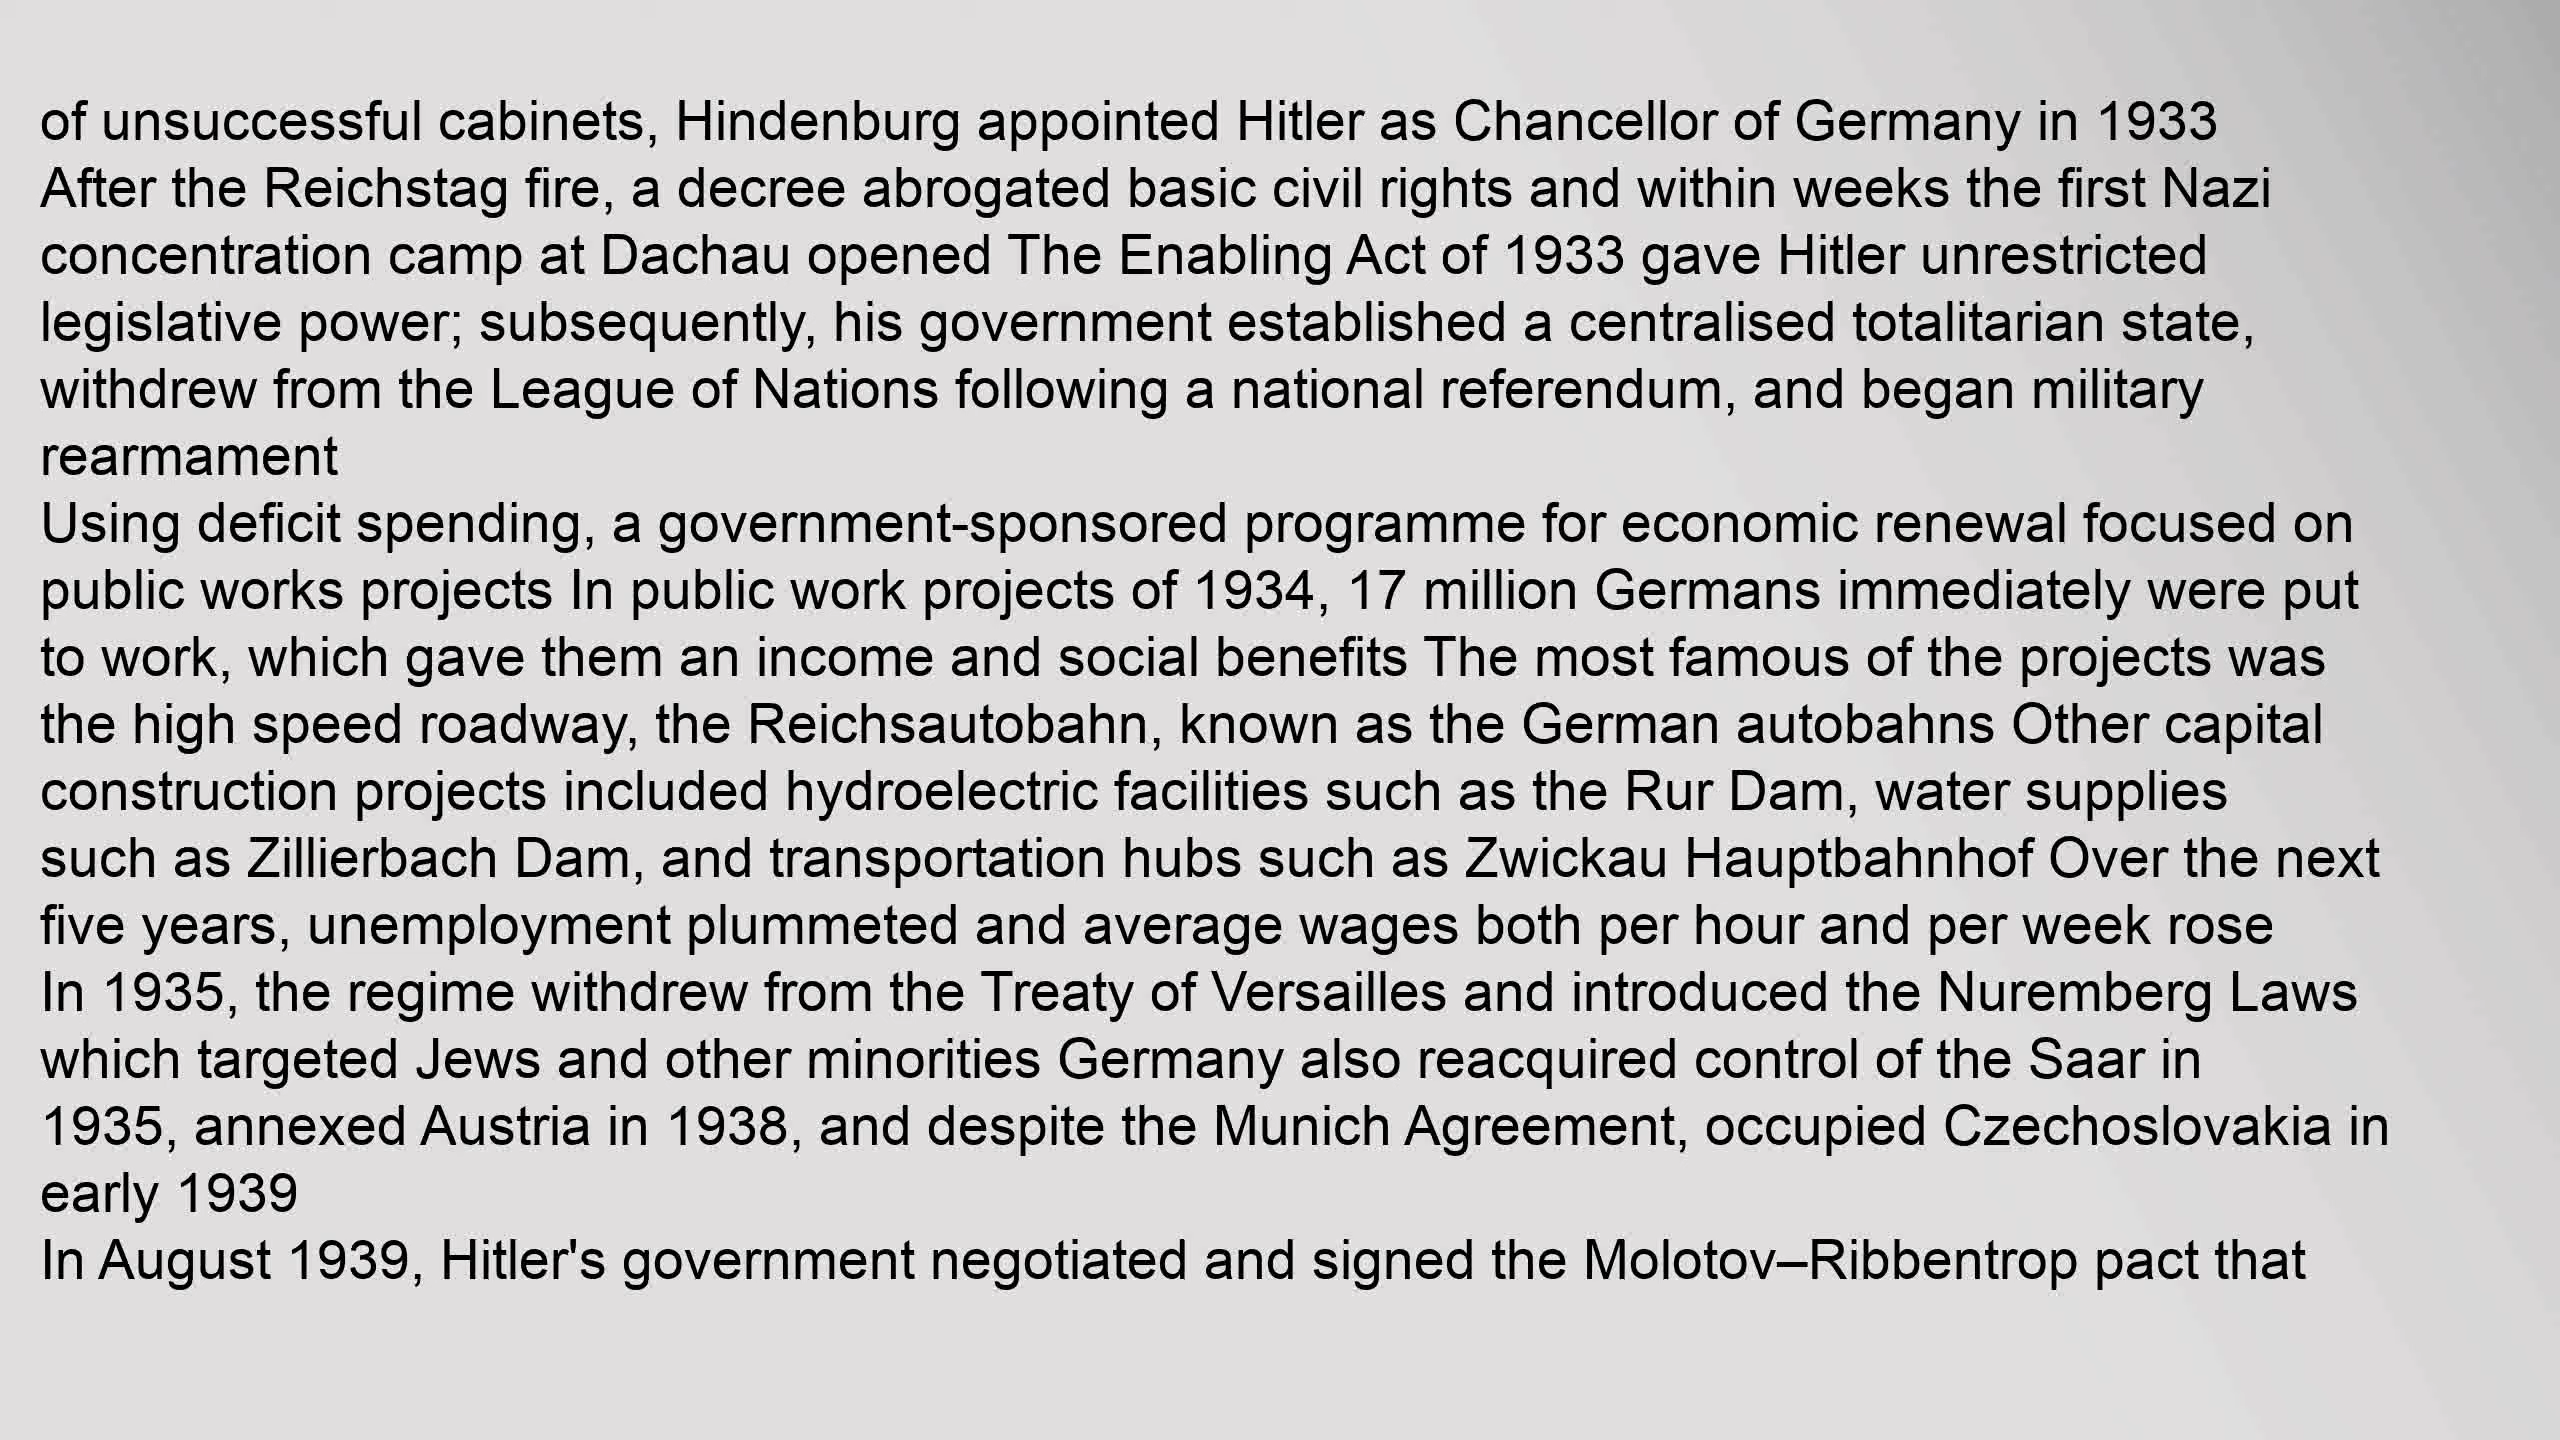 of unsuccessful cabinets, Hindenburg appointed Hitler as Chancellor of Germany in 1933
After the Reichstag fire, a decree abrogated basic civil rights and within weeks the first Nazi
concentration camp at Dachau opened The Enabling Act of 1933 gave Hitler unrestricted
legislative power; subsequently, his government established a centralised totalitarian state,
withdrew from the League of Nations following a national referendum, and began military
rearmament
Using deficit spending, a government-sponsored programme for economic renewal focused on
public works projects In public work projects of 1934, 17 million Germans immediately were put
to work, which gave them an income and social benefits The most famous of the projects was
the high speed roadway, the Reichsautobahn, known as the German autobahns Other capital
construction projects included hydroelectric facilities such as the Rur Dam, water supplies
such as Zillierbach Dam, and transportation hubs such as Zwickau Hauptbahnhof Over the next
five years, unemployment plummeted and average wages both per hour and per week rose
In 1935, the regime withdrew from the Treaty of Versailles and introduced the Nuremberg Laws
which targeted Jews and other minorities Germany also reacquired control of the Saar in
1935, annexed Austria in 1938, and despite the Munich Agreement, occupied Czechoslovakia in
early 1939
In August 1939, Hitler's government negotiated and signed the Molotov–Ribbentrop pact that